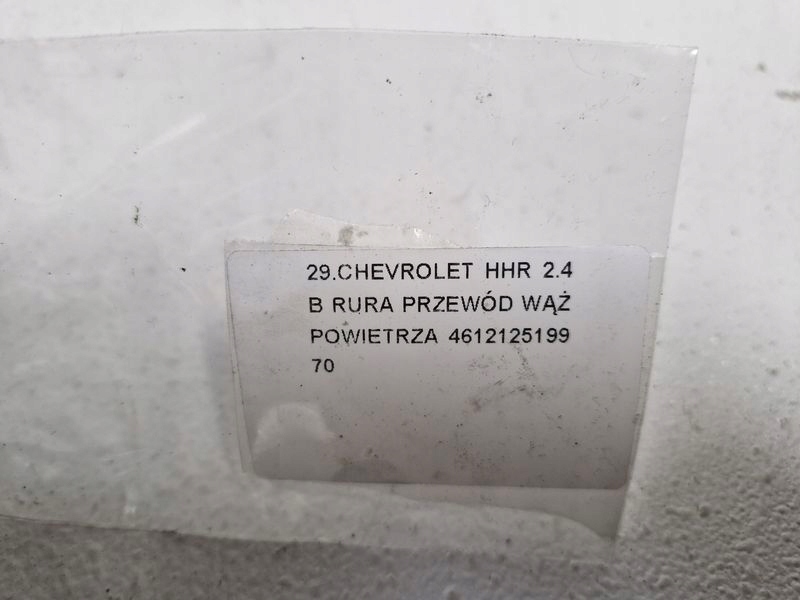 29.CHEVROLET HHR 2.4
B RURA PRZEWÓD WĄŻ
POWIETRZA 4612125199
70